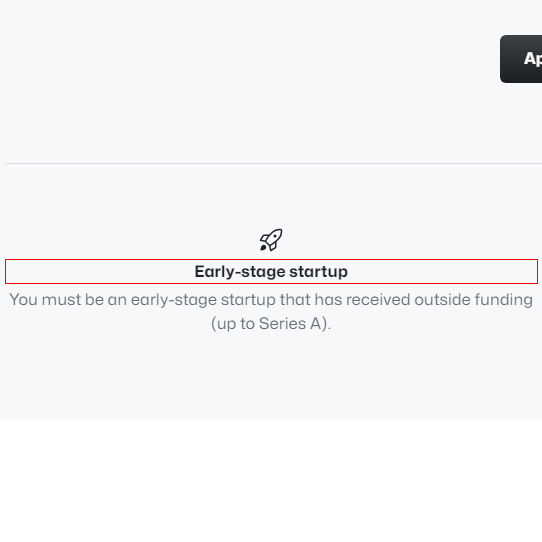 Ap
Early-stage startup
You must be an early-stage startup that has received outside funding
(up to Series A).